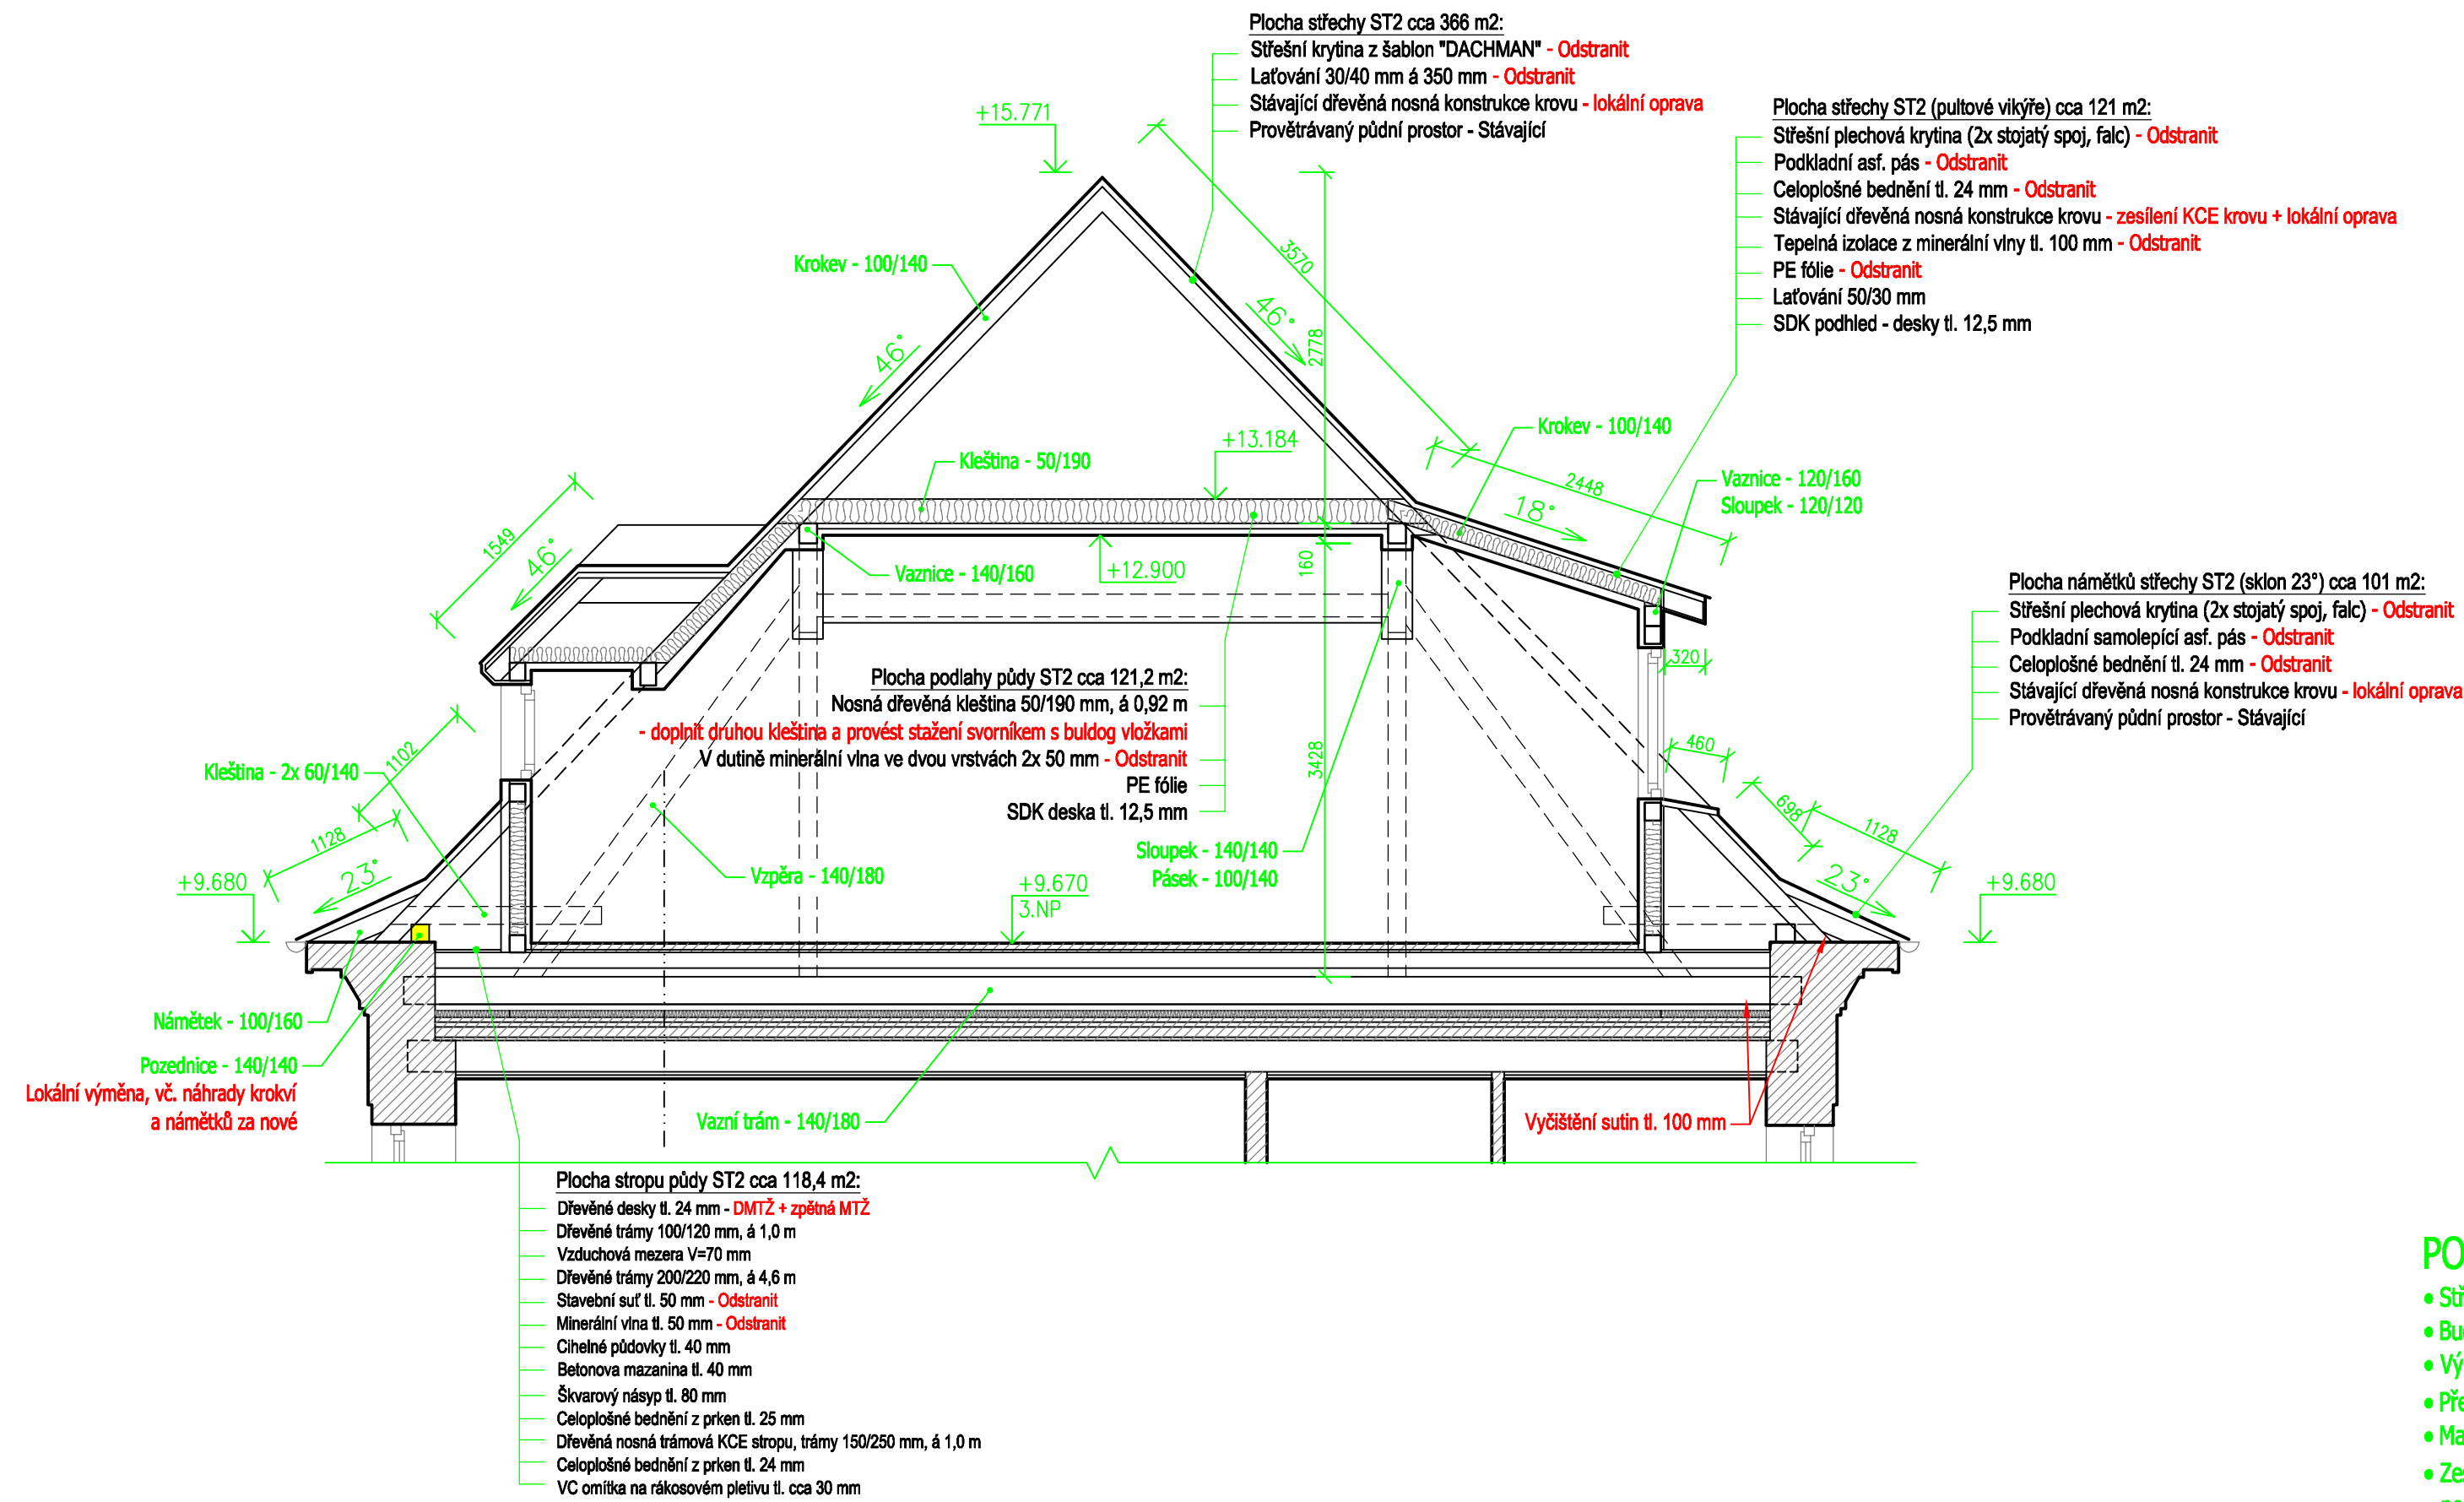 Plocha střechy ST2 cca 366 m2:
Střešní krytina z šablon "DACHMAN" - Odstranit
Laťování 30/40 mm á 350 mm - Odstranit
Stávající dřevěná nosná konstrukce krovu - lokální oprava
Provětrávaný půdní prostor - Stávající
Plocha střechy ST2 (pultové vikýře) cca 121 m2:
Střešní plechová krytina (2x stojatý spoj, falc) - Odstranit
Podkladní asf. pás - Odstranit
Celoplošné bednění tl. 24 mm - Odstranit
Stávající dřevěná nosná konstrukce krovu - zesílení KCE krovu + lokální oprava
Tepelná izolace z minerální vlny tl. 100 mm - Odstranit
PE fólie - Odstranit
Laťování 50/30 mm
SDK podhled - desky tl. 12,5 mm
+15.771
3570
Krokev - 100/140
46°
46°
2778
Krokev - 100/140
+13.184
Kleština - 50/190
2448
Vaznice - 120/160
Sloupek - 120/120
18°
1549
46°
160
Vaznice - 140/160
+12.900
Plocha námětků střechy ST2 (sklon 23°) cca 101 m2:
Střešní plechová krytina (2x stojatý spoj, falc) - Odstranit
Podkladní samolepící asf. pás - Odstranit
Celoplošné bednění tl. 24 mm - Odstranit
Stávající dřevěná nosná konstrukce krovu - lokální oprava
Provětrávaný půdní prostor - Stávající
320
Plocha podlahy půdy ST2 cca 121,2 m2:
Nosná dřevěná kleština 50/190 mm, á 0,92 m
- doplnit druhou kleština a provést stažení svorníkem s buldog vložkami
V dutině minerální vlna ve dvou vrstvách 2x 50 mm - Odstranit
PE fólie
SDK deska tl. 12,5 mm
3428
460
1102
Kleština - 2x 60/140
698
1128
1128
23°
23°
Sloupek - 140/140
Pásek - 100/140
Vzpěra - 140/180
+9.680
+9.670
3.NP
+9.680
Námětek - 100/160
Pozednice - 140/140
Lokální výměna, vč. náhrady krokví
a námětků za nové
Vazní trám - 140/180
Vyčištění sutin tl. 100 mm
Plocha stropu půdy ST2 cca 118,4 m2:
Dřevěné desky tl. 24 mm - DMTŽ + zpětná MTŽ
Dřevěné trámy 100/120 mm, á 1,0 m
Vzduchová mezera V=70 mm
Dřevěné trámy 200/220 mm, á 4,6 m
Stavební suť tl. 50 mm - Odstranit
Minerální vlna tl. 50 mm - Odstranit
Cihelné půdovky tl. 40 mm
Betonova mazanina tl. 40 mm
Škvarový násyp tl. 80 mm
Celoplošné bednění z prken tl. 25 mm
Dřevěná nosná trámová KCE stropu, trámy 150/250 mm, á 1,0 m
Celoplošné bednění z prken tl. 24 mm
VC omítka na rákosovém pletivu tl. cca 30 mm
PO
• Stř
• Bu
• Vý
• Pře
• Ma
• Ze